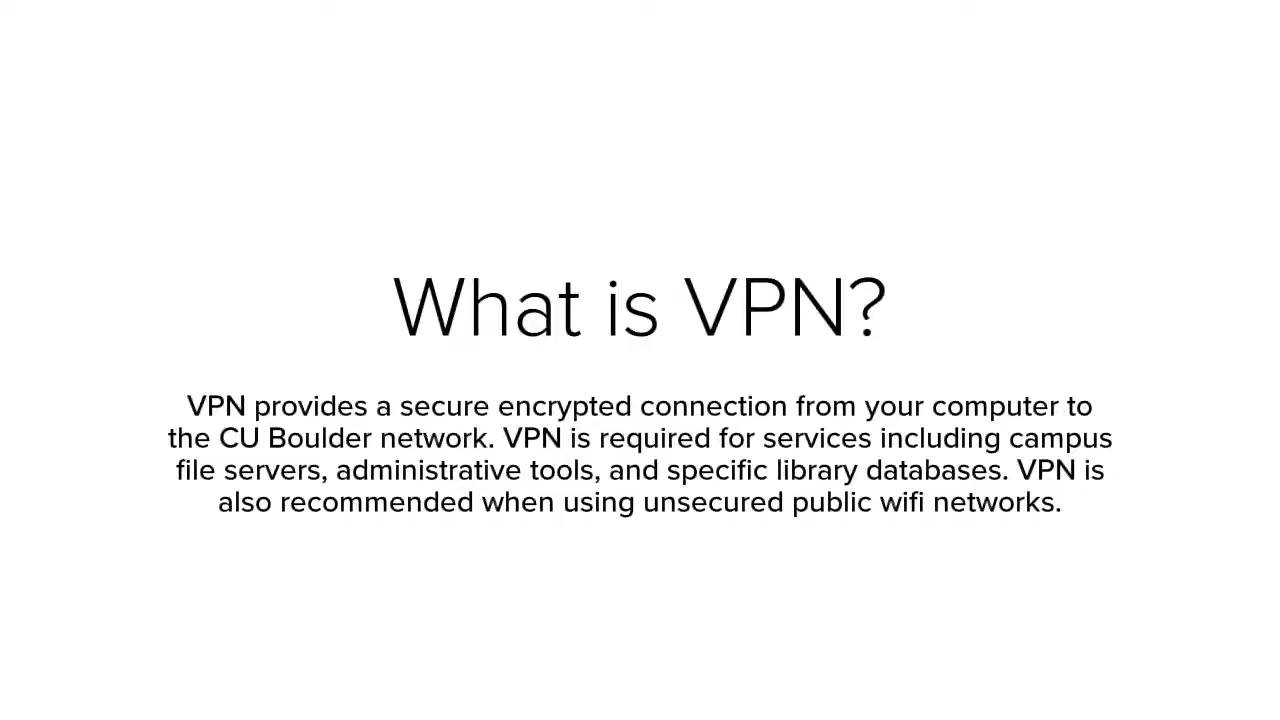 What is VPN?
VPN provides a secure encrypted connection from your computer to
the CU Boulder network. VPN is required for services including campus
file servers, administrative tools, and specific library databases. VPN is
also recommended when using unsecured public wifi networks.